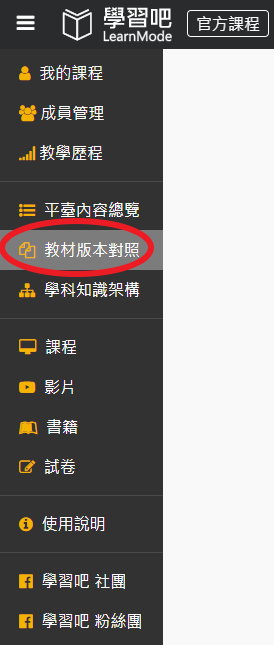 學習吧
LearnMode
官方課程
我的課程
成員管理
教學歷程
平臺內容總覽
教材版本對照
學科知識架構
課程
影片
書籍
試卷
使用說明
學習吧 社團
學習吧 粉絲團